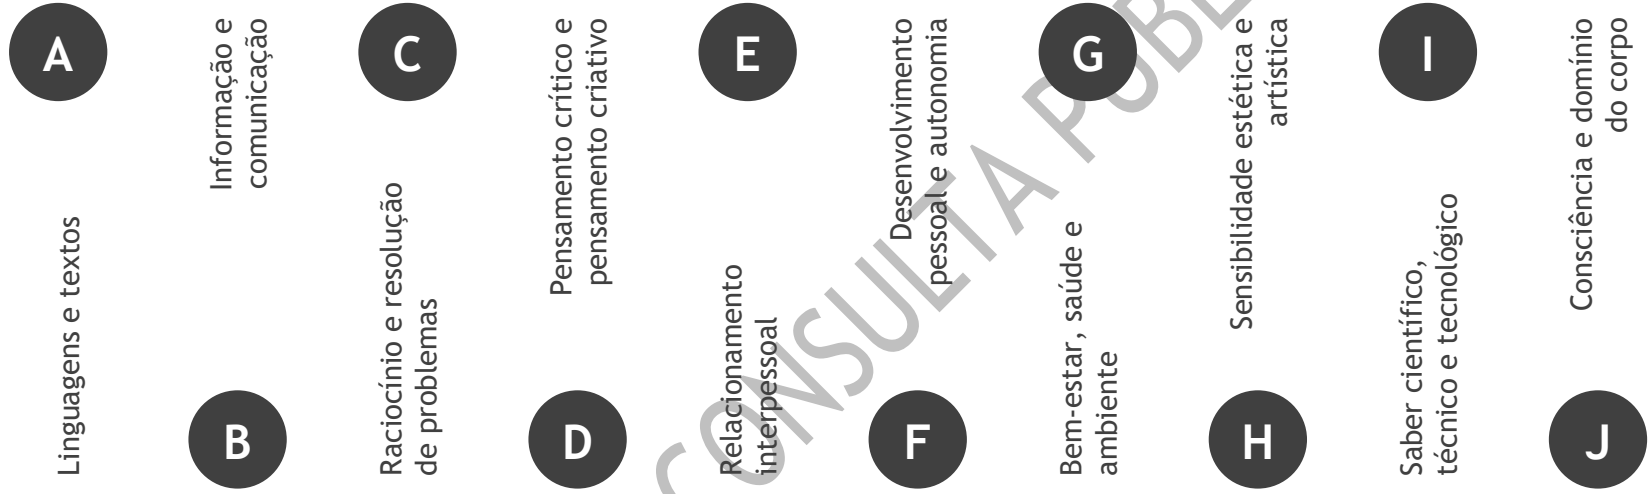 A
Linguagens e textos
Informação e
comunicação
B
C
Raciocínio e resolução
de problemas
Pensamento crítico e
pensamento criativo
D
E
Relacionamento
interpessoal
Desenvolvimento
pessoal e autonomia
F
G
Bem-estar, saúde e
ambiente
Sensibilidade estética e
artística
H
I
Saber científico,
técnico e tecnológico
Consciência e domínio
do corpo
J
CONSULTA